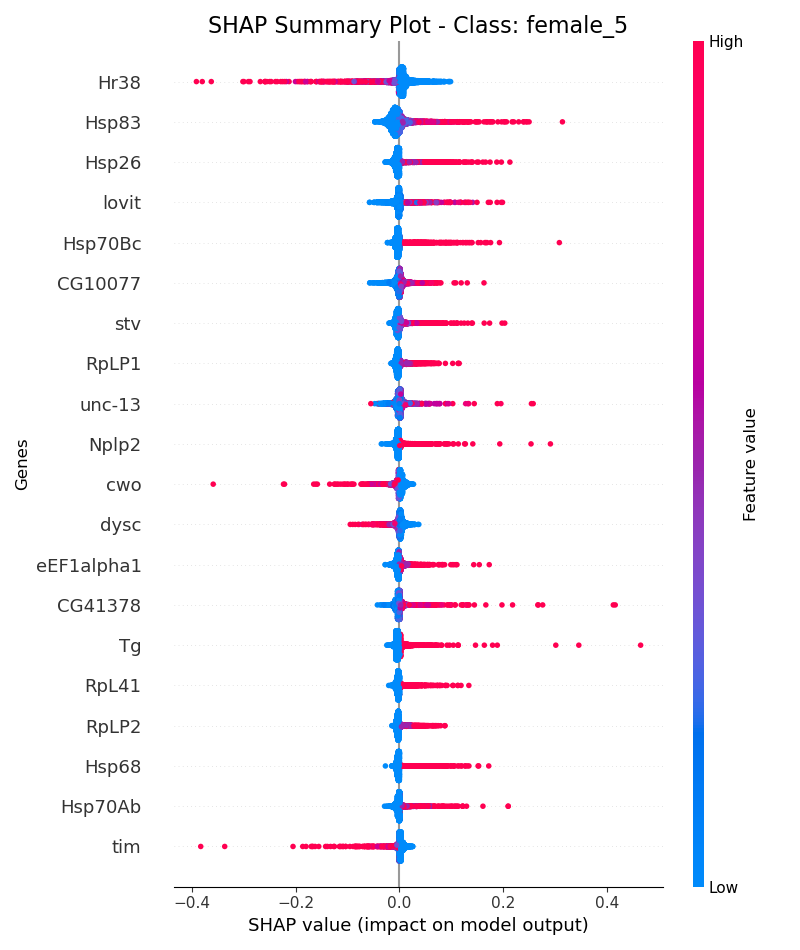 SHAP Summary Plot - Class: female_5
High
Hr38
Hsp83
Hsp26
lovit
Hsp70Bc
CG10077
stv
RpLP1
unc-13
Nplp2
cwo
dysc
eEF1alpha1
CG41378
Tg
RpL41
RpLP2
Hsp68
Hsp70Ab
tim
Genes
Feature value
Low
−0.4 −0.2 0.0 0.2 0.4
SHAP value (impact on model output)